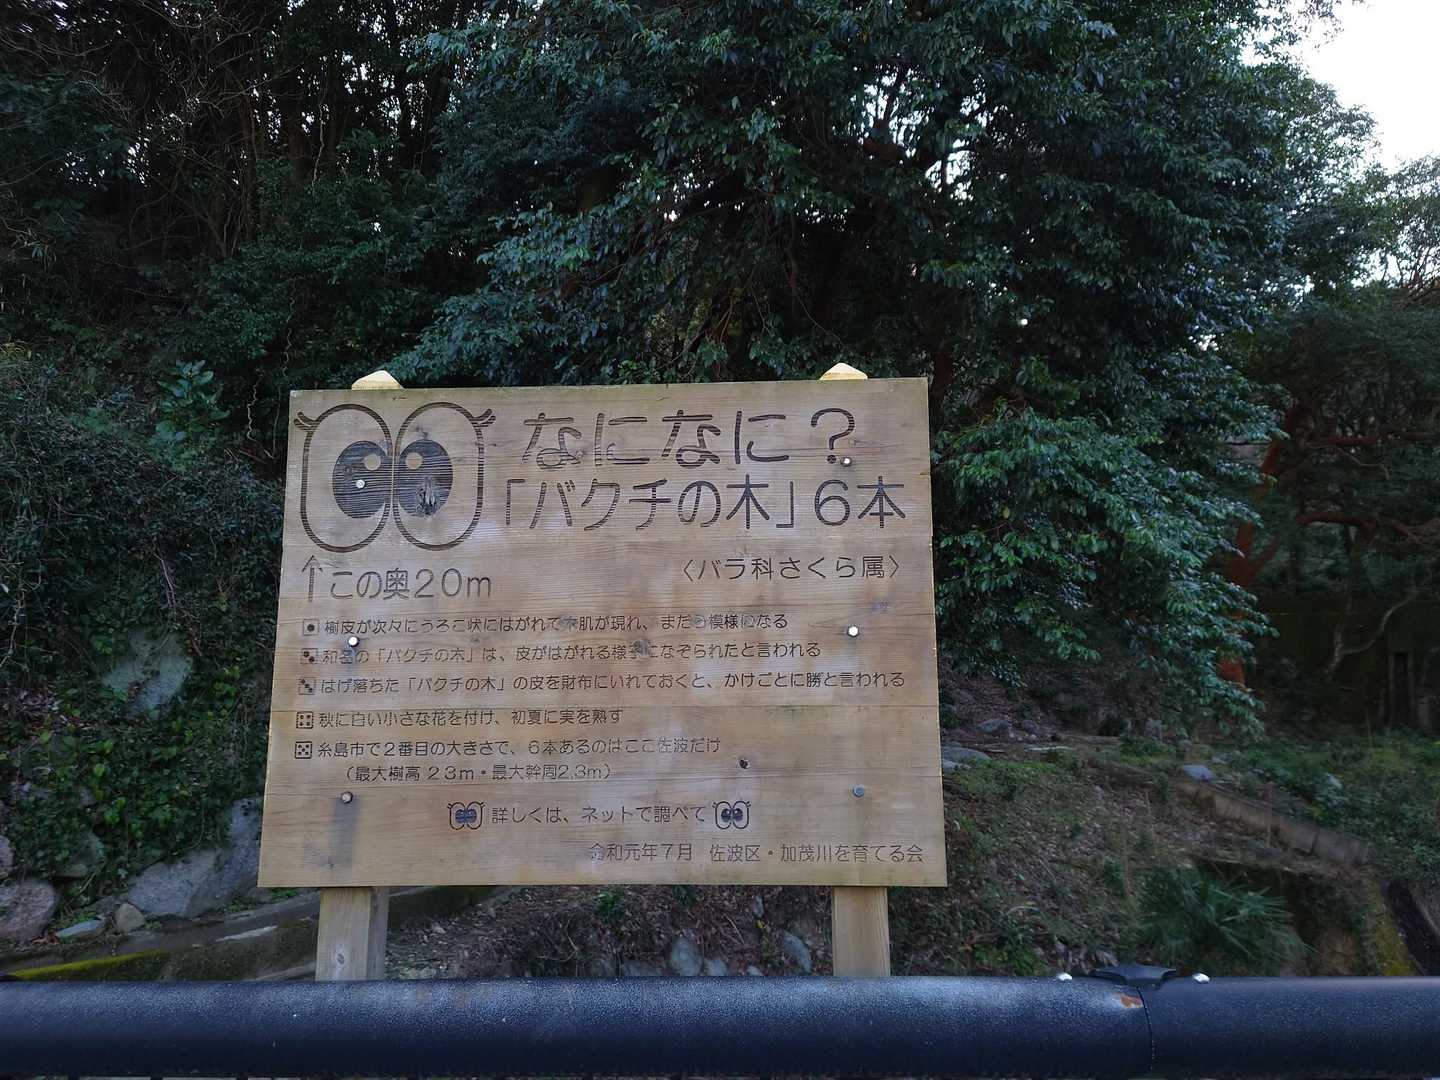 なになに？
「バクチの木」６本
〈バラ科さくら属〉
↑この奥20m
樹皮が次々にうろこ状にはがれて木肌が現れ、まだら模様になる
和名の「バクチの木」は、皮がはがれる様子になぞらえたと言われる
はげ落ちた「バクチの木」の皮を財布にいれておくと、かけごとに勝と言われる
秋に白い小さな花を付け、初夏に実を熟す
糸島市で２番目の大きさで、６本あるのはここ佐波だけ
（最大樹高 23m・最大幹周2.3m）
詳しくは、ネットで調べて
令和元年７月 佐波区・加茂川を育てる会